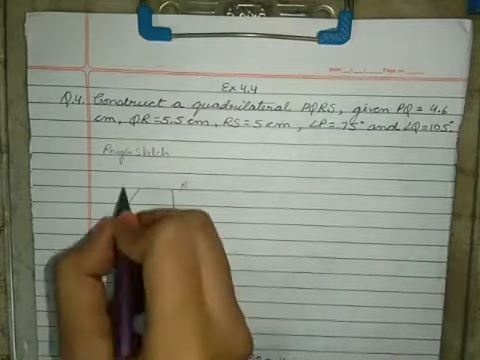 Ex 4.4
Q4. Construct a quadrilateral PQRS, given PQ = 4.6
cm, QR = 5.5 cm, RS = 5 cm, ∠P = 75° and ∠Q = 105°.
Rough sketch
R